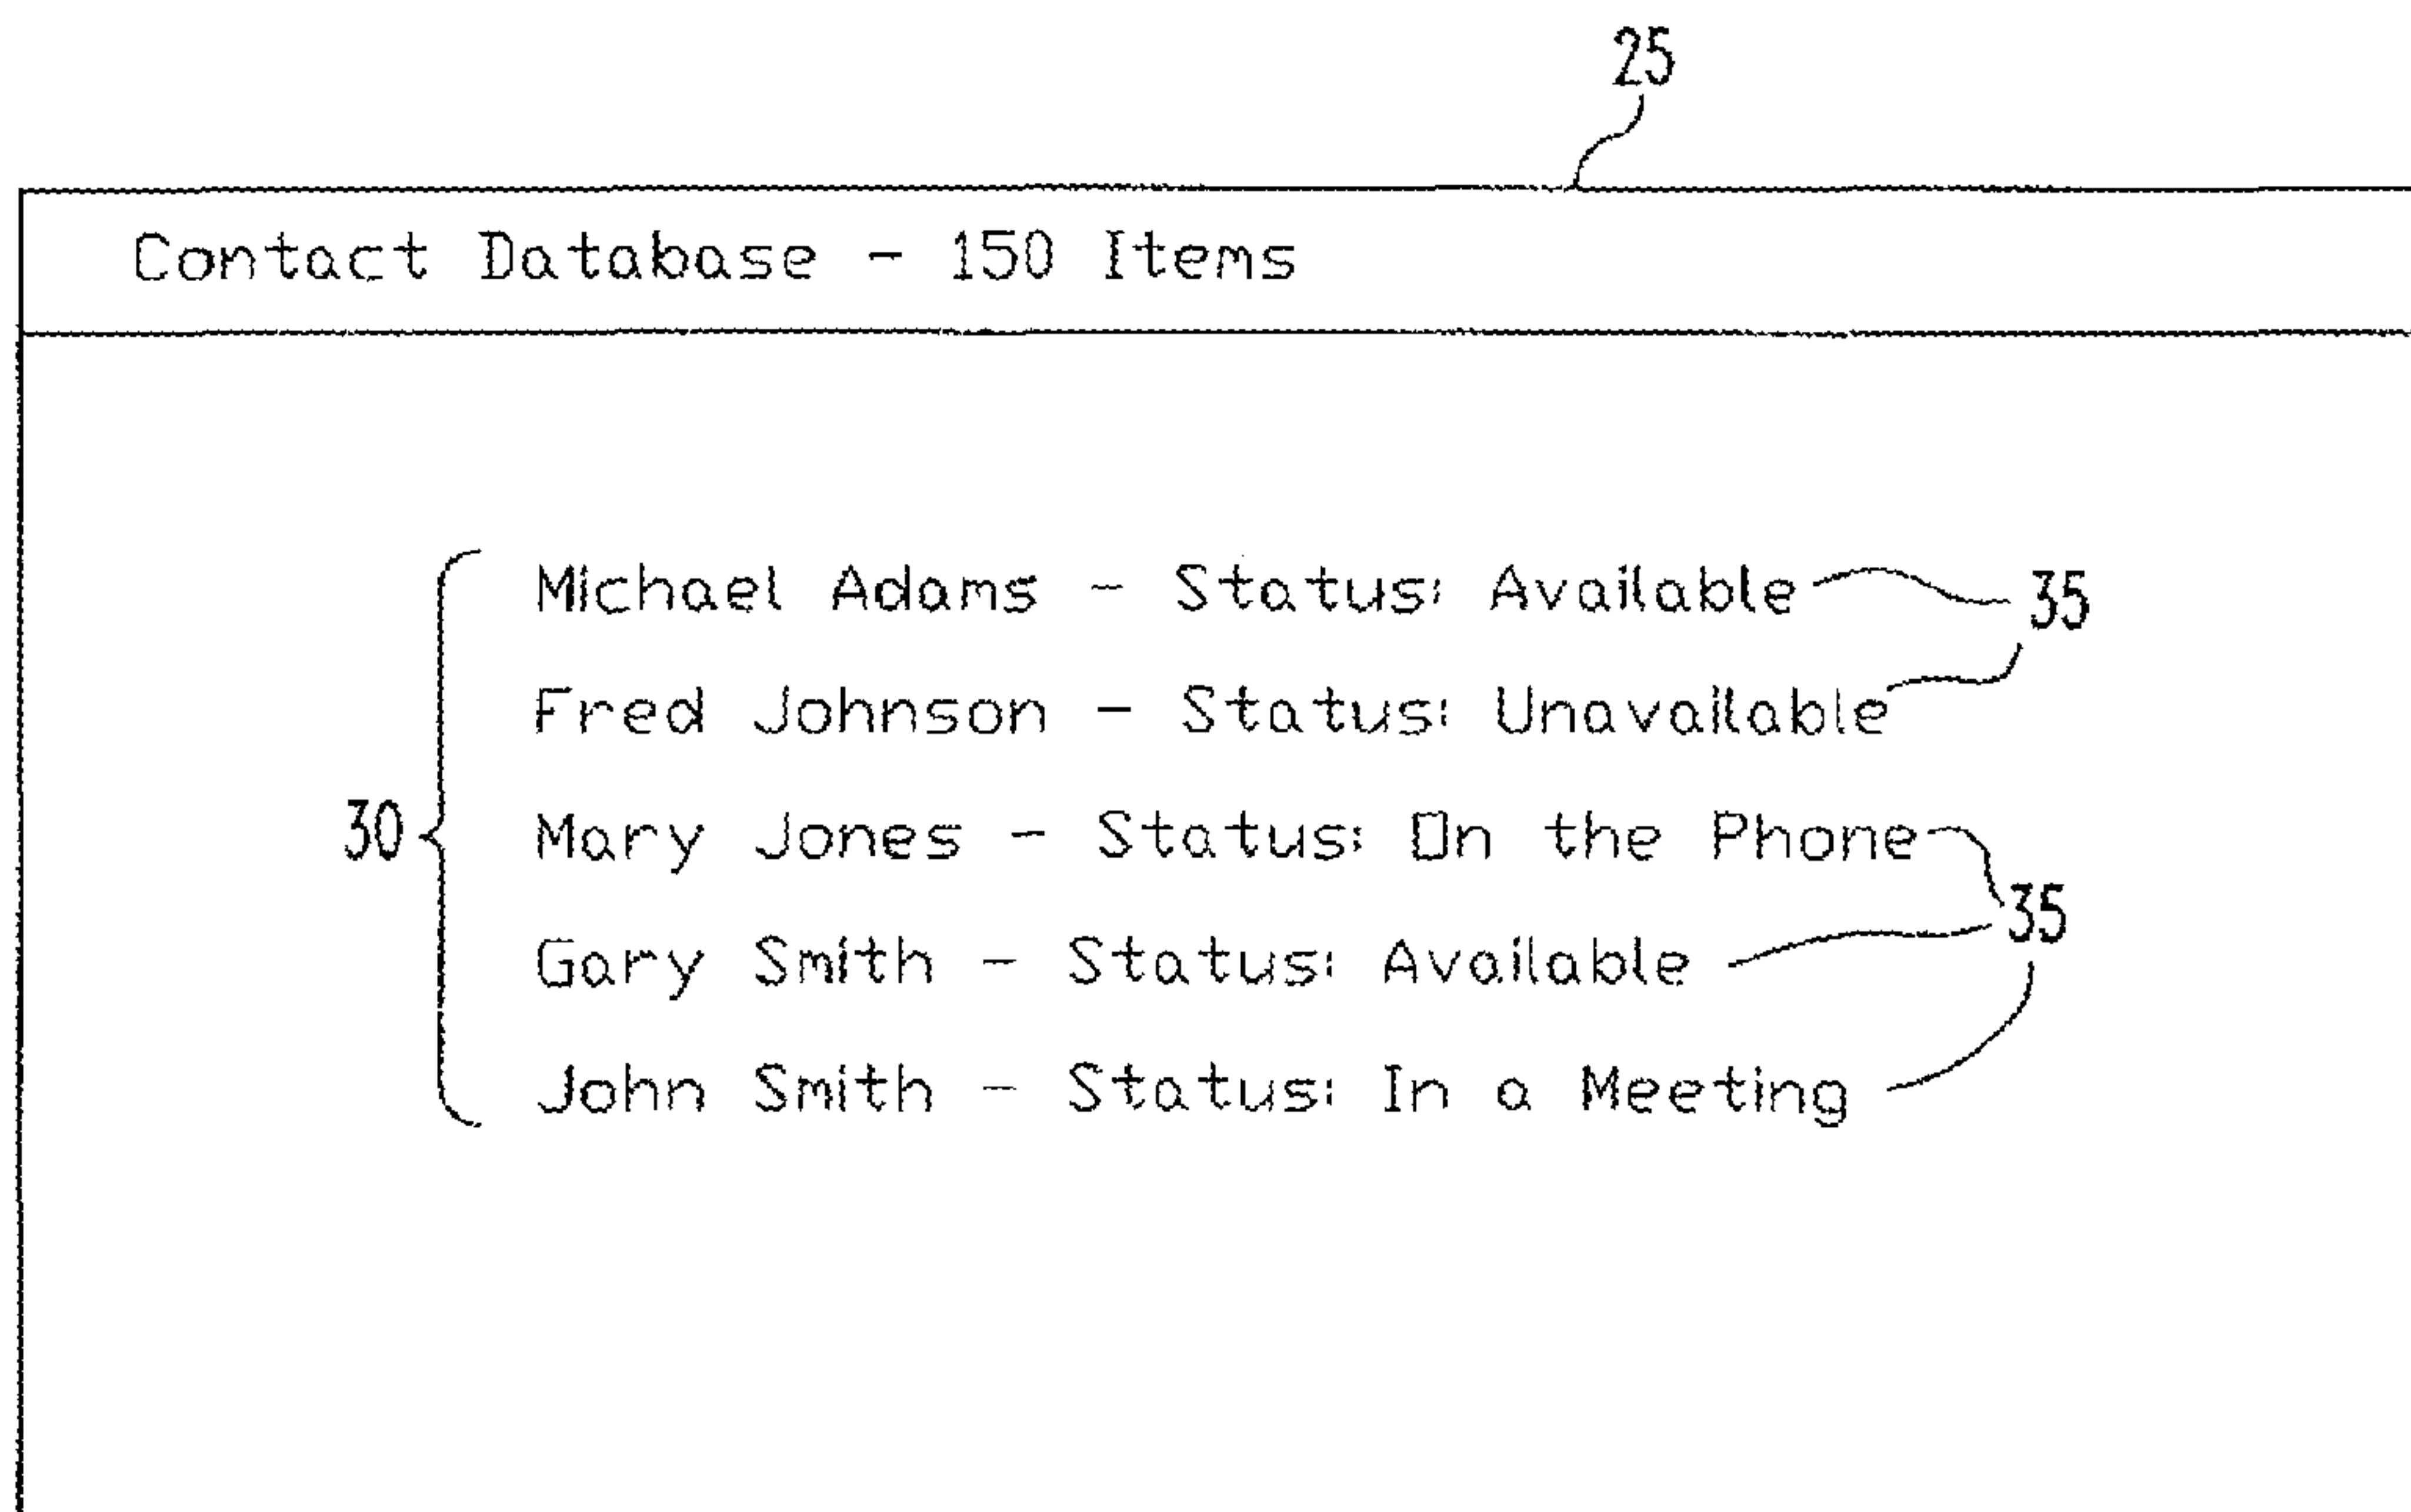 25
Contact Database - 150 Items
Michael Adams - Status: Available 35
Fred Johnson - Status: Unavailable
30 Mary Jones - Status: On the Phone
35
Gary Smith - Status: Available
John Smith - Status: In a Meeting